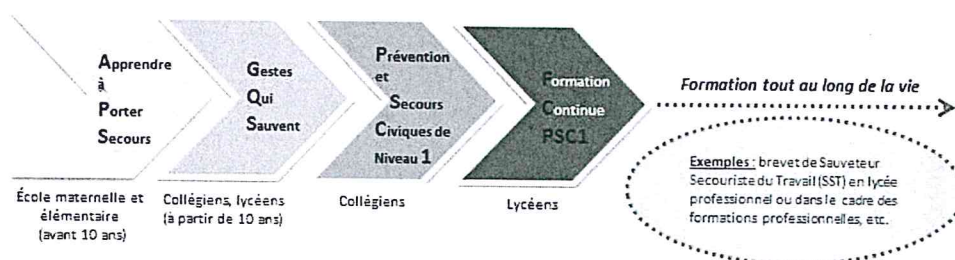 Apprendre
à
Porter
Secours
Gestes
Qui
Sauvent
Prévention
et
Secours
Civiques de
Niveau 1
Formation
Continue
PSC1
Formation tout au long de la vie
École maternelle et
élémentaire
(avant 10 ans)
Collégiens, lycéens
(à partir de 10 ans)
Collégiens
Lycéens
Exemples : brevet de Sauveteur
Secouriste du Travail (SST) en lycée
professionnel ou dans le cadre des
formations professionnelles, etc.